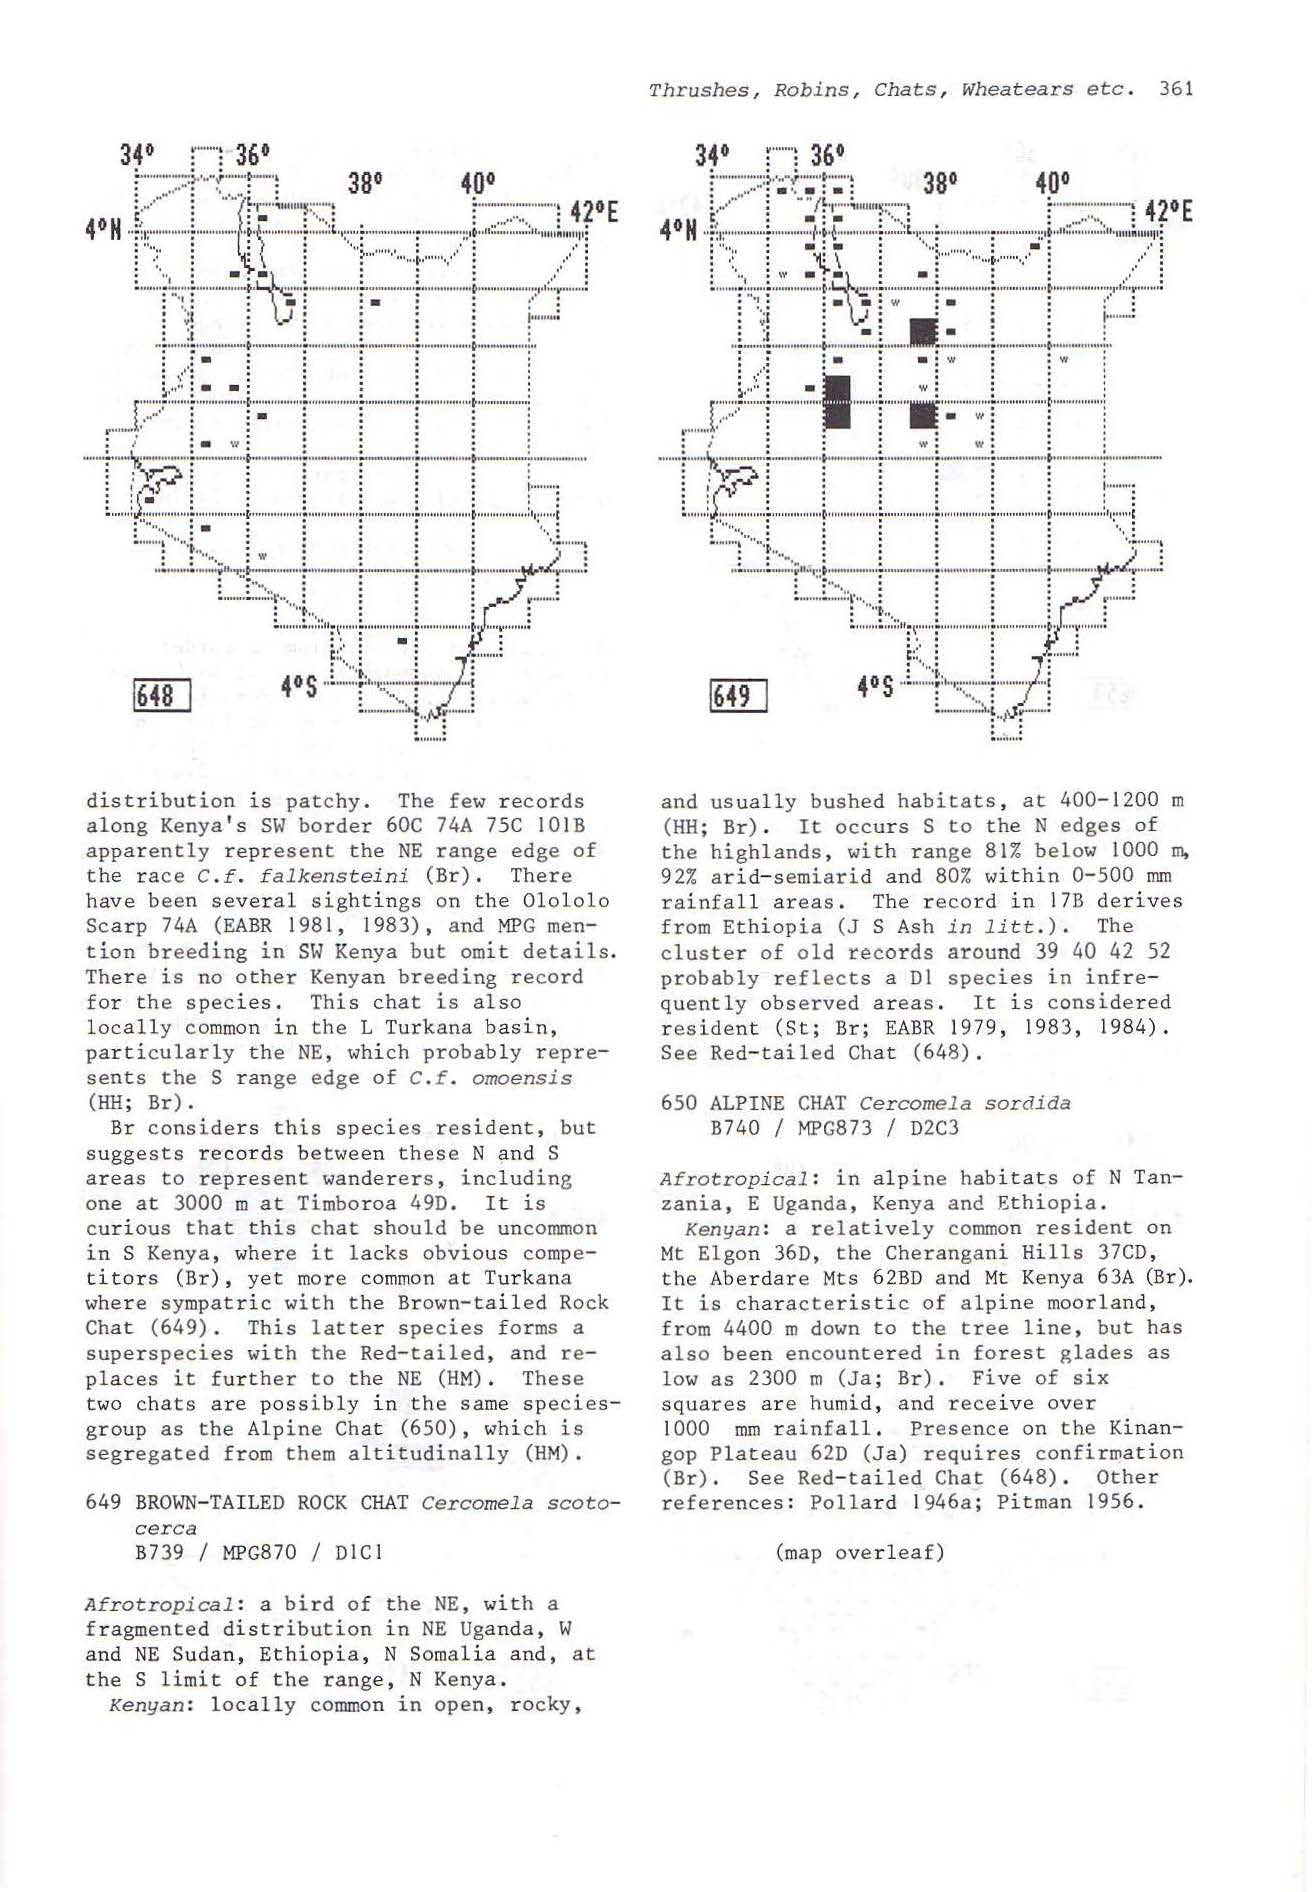 Thrushes, Robins, Chats, Wheatears etc. 361
34° 36°
38° 40°
42°E
4°N
w
w
648
4°S
34° 36°
38° 40°
42°E
4°N
w w
w w
w
w
w w
649
4°S
distribution is patchy. The few records
along Kenya's SW border 60C 74A 75C 101B
apparently represent the NE range edge of
the race C.f. falkensteini (Br). There
have been several sightings on the Olololo
Scarp 74A (EABR 1981, 1983), and MPG men-
tion breeding in SW Kenya but omit details.
There is no other Kenyan breeding record
for the species. This chat is also
locally common in the L Turkana basin,
particularly the NE, which probably repre-
sents the S range edge of C.f. omoensis
(HH; Br).
Br considers this species resident, but
suggests records between these N and S
areas to represent wanderers, including
one at 3000 m at Timboroa 49D. It is
curious that this chat should be uncommon
in S Kenya, where it lacks obvious compe-
titors (Br), yet more common at Turkana
where sympatric with the Brown-tailed Rock
Chat (649). This latter species forms a
superspecies with the Red-tailed, and re-
places it further to the NE (HM). These
two chats are possibly in the same species-
group as the Alpine Chat (650), which is
segregated from them altitudinally (HM).
649 BROWN-TAILED ROCK CHAT Cercomela scoto-
cerca
B739 / MPG870 / D1C1
Afrotropical: a bird of the NE, with a
fragmented distribution in NE Uganda, W
and NE Sudan, Ethiopia, N Somalia and, at
the S limit of the range, N Kenya.
Kenyan: locally common in open, rocky,
and usually bushed habitats, at 400-1200 m
(HH; Br). It occurs S to the N edges of
the highlands, with range 81% below 1000 m,
92% arid-semiarid and 80% within 0-500 mm
rainfall areas. The record in 17B derives
from Ethiopia (J S Ash in litt.). The
cluster of old records around 39 40 42 52
probably reflects a D1 species in infre-
quently observed areas. It is considered
resident (St; Br; EABR 1979, 1983, 1984).
See Red-tailed Chat (648).
650 ALPINE CHAT Cercomela sordida
B740 / MPG873 / D2C3
Afrotropical: in alpine habitats of N Tan-
zania, E Uganda, Kenya and Ethiopia.
Kenyan: a relatively common resident on
Mt Elgon 36D, the Cherangani Hills 37CD,
the Aberdare Mts 62BD and Mt Kenya 63A (Br).
It is characteristic of alpine moorland,
from 4400 m down to the tree line, but has
also been encountered in forest glades as
low as 2300 m (Ja; Br). Five of six
squares are humid, and receive over
1000 mm rainfall. Presence on the Kinan-
gop Plateau 62D (Ja) requires confirmation
(Br). See Red-tailed Chat (648). Other
references: Pollard 1946a; Pitman 1956.
(map overleaf)